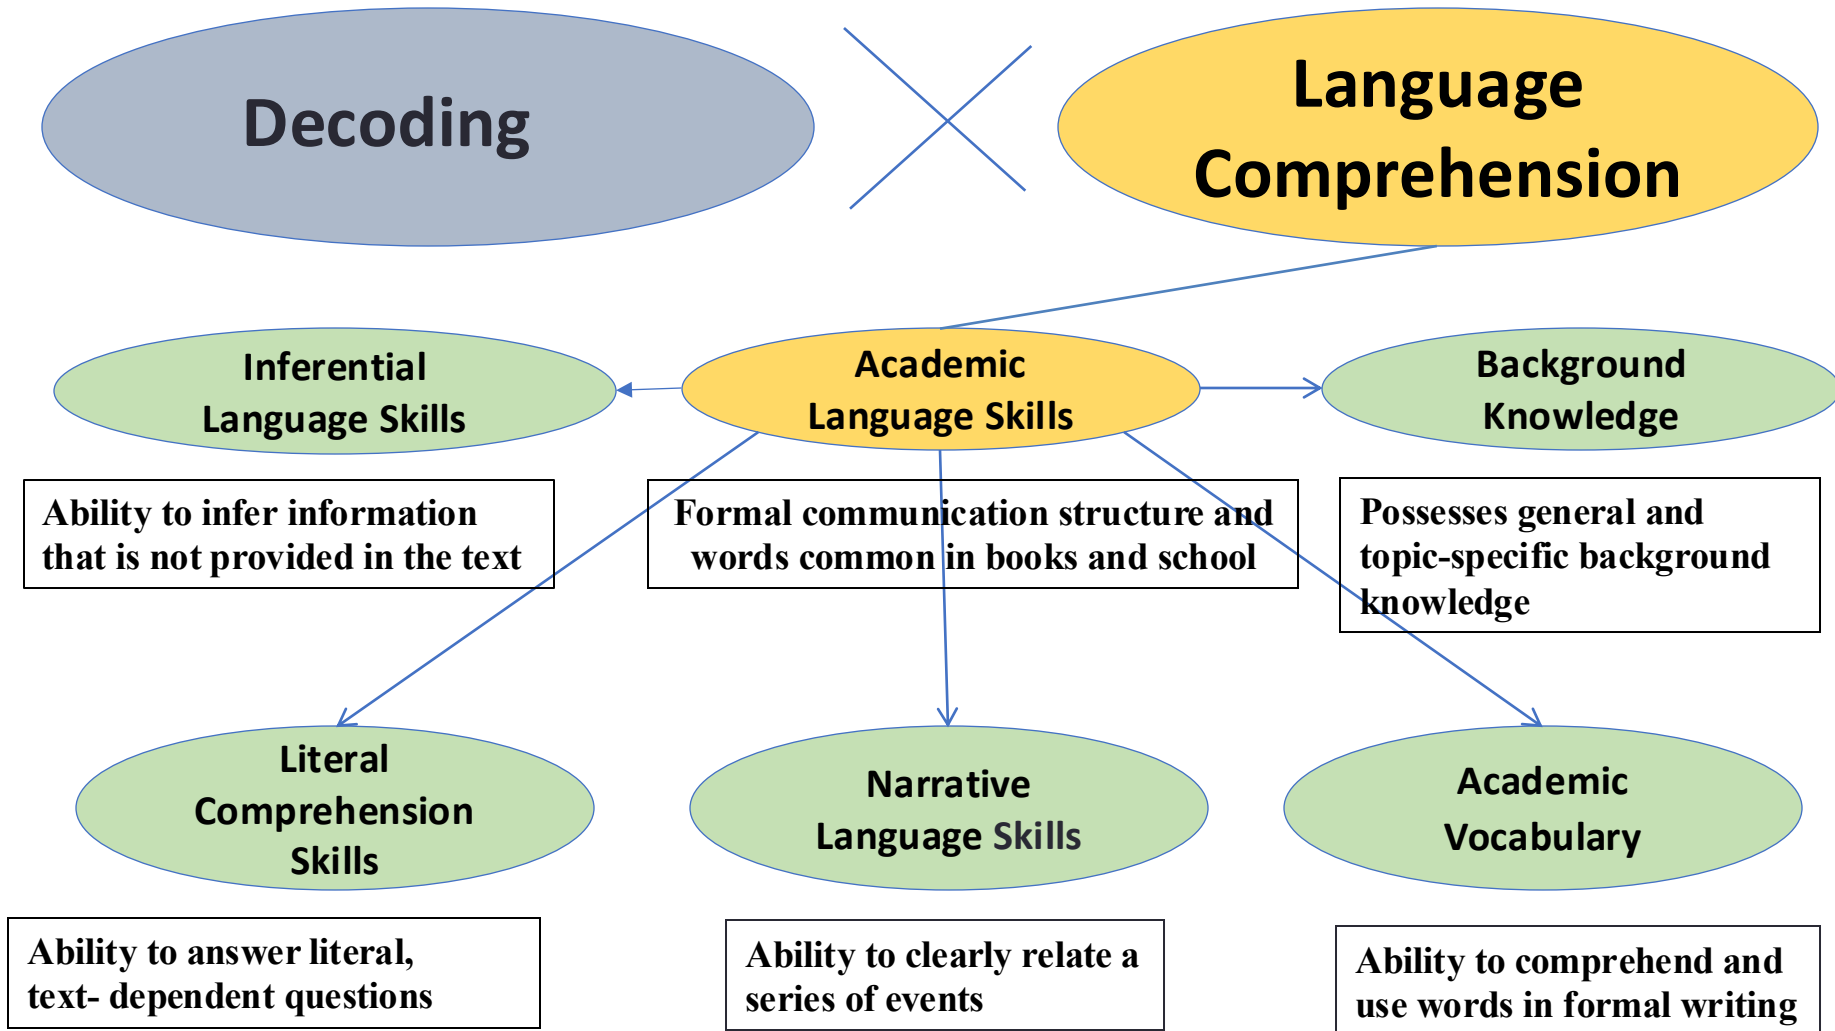 Decoding
Language
Comprehension
Inferential
Language Skills
Academic
Language Skills
Background
Knowledge
Ability to infer information
that is not provided in the text
Formal communication structure and
words common in books and school
Possesses general and
topic-specific background
knowledge
Literal
Comprehension
Skills
Narrative
Language Skills
Academic
Vocabulary
Ability to answer literal,
text- dependent questions
Ability to clearly relate a
series of events
Ability to comprehend and
use words in formal writing